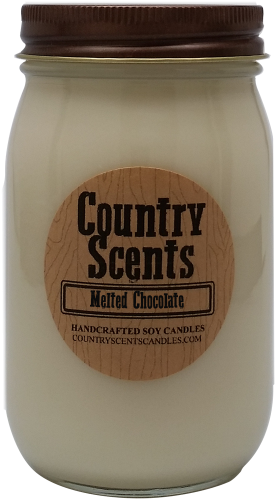 Country
Scents
Melted Chocolate
HANDCRAFTED SOY CANDLES
COUNTRYSCENTSCANDLES.COM